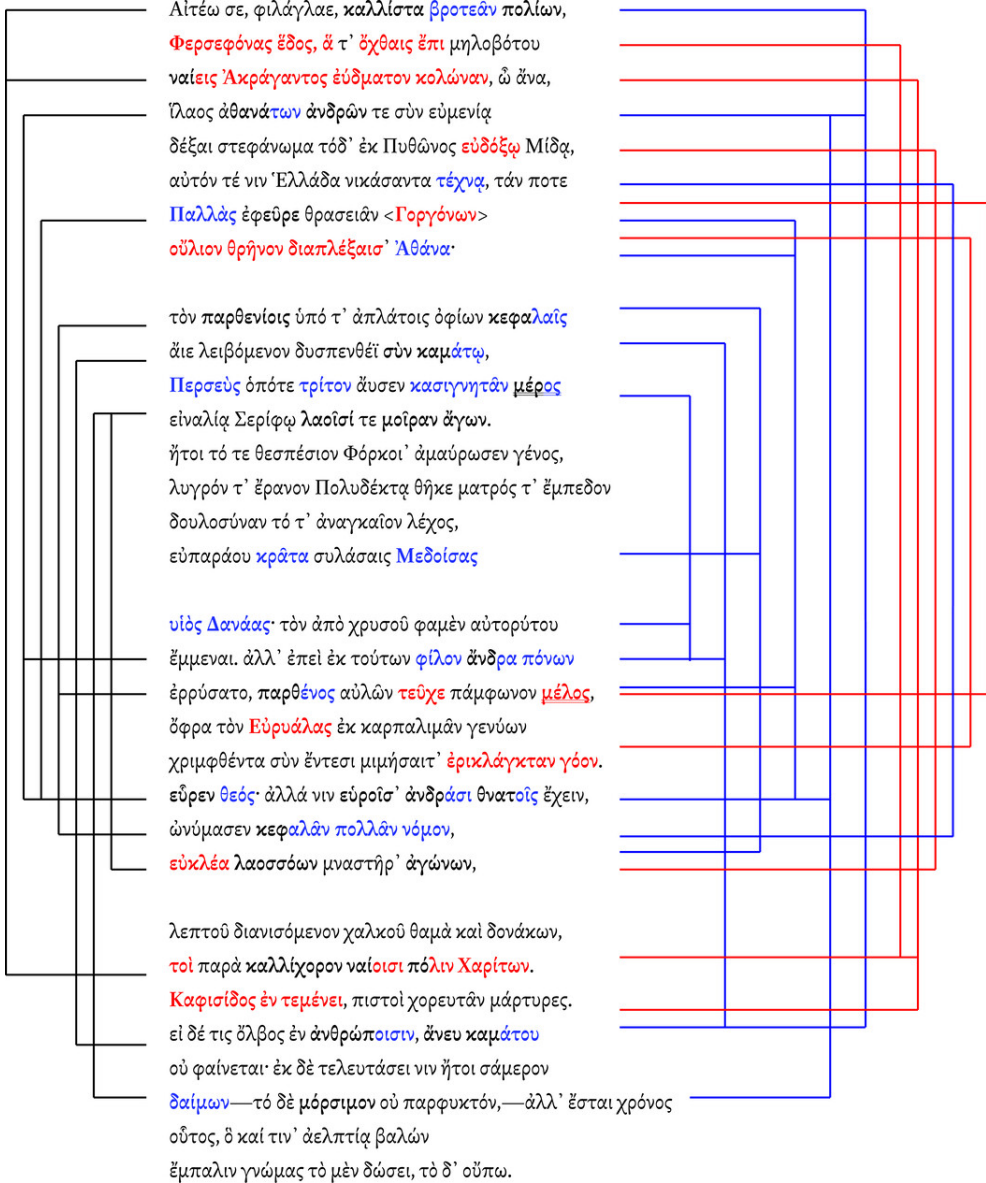 Αἰτέω σε, φιλάγλαε, καλλίστα βροτεᾶν πολίων,
Φερσεφόνας ἕδος, ἅ τ’ ὄχθαις ἔπι μηλοβότου
ναίεις Ἀκράγαντος ἐύδματον κολώναν, ὦ ἄνα,
ἵλαος ἀθανάτων ἀνδρῶν τε σὺν εὐμενίᾳ
δέξαι στεφάνωμα τόδ’ ἐκ Πυθῶνος εὐδόξῳ Μίδᾳ,
αὐτόν τέ νιν Ἑλλάδα νικάσαντα τέχνᾳ, τάν ποτε
Παλλὰς ἐφεῦρε θρασειᾶν <Γοργόνων>
οὔλιον θρῆνον διαπλέξαισ’ Ἀθάνα·
τὸν παρθενίοις ὑπό τ’ ἀπλάτοις ὀφίων κεφαλαῖς
ἄιε λειβόμενον δυσπενθέϊ σὺν καμάτῳ,
Περσεὺς ὁπότε τρίτον ἄυσεν κασιγνητᾶν μέρος
εἰναλίᾳ Σερίφῳ λαοῖσί τε μοῖραν ἄγων.
ἤτοι τό τε θεσπέσιον Φόρκοι’ ἀμαύρωσεν γένος,
λυγρόν τ’ ἔρανον Πολυδέκτᾳ θῆκε ματρός τ’ ἔμπεδον
δουλοσύναν τό τ’ ἀναγκαῖον λέχος,
εὐπαράου κρᾶτα συλάσαις Μεδοίσας
υἱὸς Δανάας· τὸν ἀπὸ χρυσοῦ φαμὲν αὐτορύτου
ἔμμεναι. ἀλλ’ ἐπεὶ ἐκ τούτων φίλον ἄνδρα πόνων
ἐρρύσατο, παρθένος αὐλῶν τεῦχε πάμφωνον μέλος,
ὄφρα τὸν Εὐρυάλας ἐκ καρπαλιμᾶν γενύων
χριμφθέντα σὺν ἔντεσι μιμήσαιτ’ ἐρικλάγκταν γόον.
εὗρεν θεός· ἀλλά νιν εὑροῖσ’ ἀνδράσι θνατοῖς ἔχειν,
ὠνύμασεν κεφαλᾶν πολλᾶν νόμον,
εὐκλέα λαοσσόων μναστῆρ’ ἀγώνων,
λεπτοῦ διανισόμενον χαλκοῦ θαμὰ καὶ δονάκων,
τοὶ παρὰ καλλίχορον ναίοισι πόλιν Χαρίτων.
Καφισίδος ἐν τεμένει, πιστοὶ χορευτᾶν μάρτυρες.
εἰ δέ τις ὄλβος ἐν ἀνθρώποισιν, ἄνευ καμάτου
οὐ φαίνεται· ἐκ δὲ τελευτάσει νιν ἤτοι σάμερον
δαίμων—τό δὲ μόρσιμον οὐ παρφυκτόν,—ἀλλ’ ἔσται χρόνος
οὗτος, ὃ καί τιν’ ἀελπτίᾳ βαλών
ἔμπαλιν γνώμας τὸ μὲν δώσει, τὸ δ’ οὔπω.